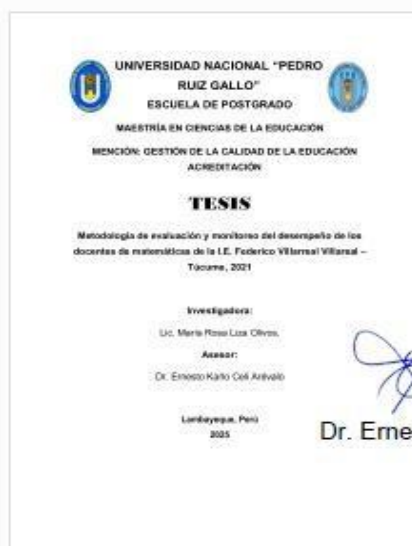 UNIVERSIDAD NACIONAL "PEDRO
RUIZ GALLO"
ESCUELA DE POSTGRADO
MAESTRÍA EN CIENCIAS DE LA EDUCACIÓN
MENCIÓN: GESTIÓN DE LA CALIDAD DE LA EDUCACIÓN
ACREDITACIÓN
TESIS
Metodología de evaluación y monitoreo del desempeño de los
docentes de matemáticas de la I.E. Federico Villarreal Villareal –
Túcume, 2021
Investigadora:
Lic. María Rosa Liza Olivos.
Asesor:
Dr. Ernesto Karlo Celi Arévalo
Lambayeque, Perú
2025
Dr. Erne